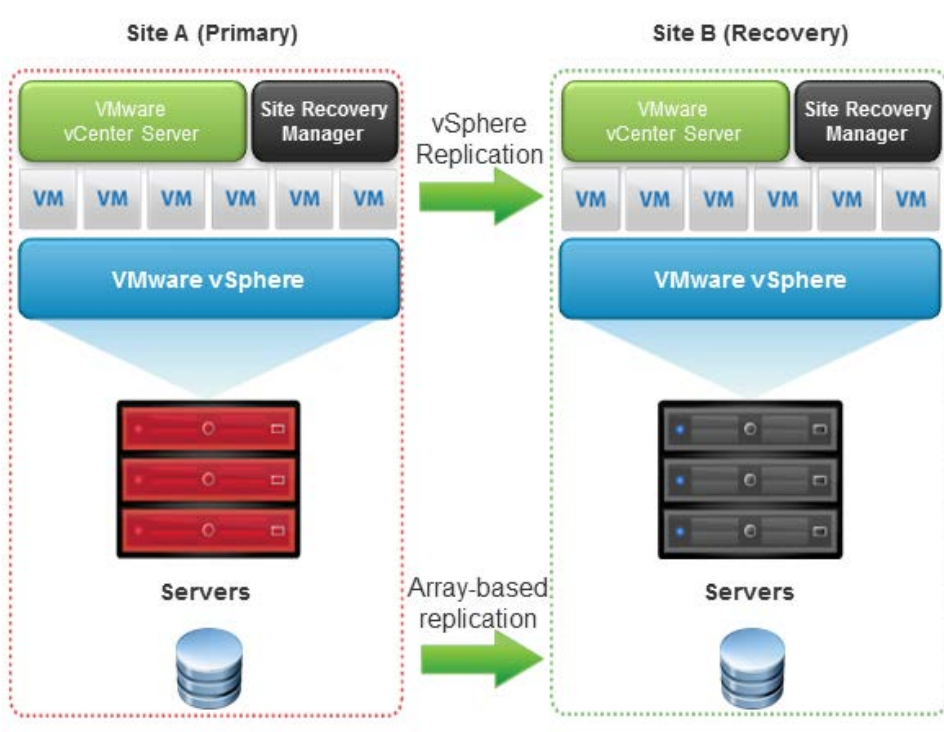 Site A (Primary)
Site B (Recovery)
VMware
vCenter Server
Site Recovery
Manager
vSphere
Replication
VMware
vCenter Server
Site Recovery
Manager
VM VM VM VM VM VM
VM VM VM VM VM VM
VMware vSphere
VMware vSphere
Servers
Array-based
replication
Servers